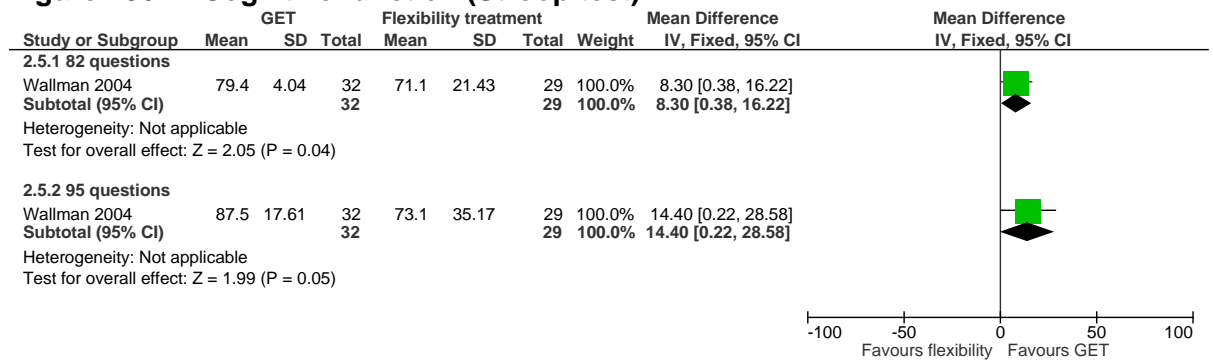 GET Flexibility treatment Mean Difference Mean Difference
Study or Subgroup Mean SD Total Mean SD Total Weight IV, Fixed, 95% CI IV, Fixed, 95% CI
2.5.1 82 questions
Wallman 2004 79.4 4.04 32 71.1 21.43 29 100.0% 8.30 [0.38, 16.22]
Subtotal (95% CI) 32 29 100.0% 8.30 [0.38, 16.22]
Heterogeneity: Not applicable
Test for overall effect: Z = 2.05 (P = 0.04)
2.5.2 95 questions
Wallman 2004 87.5 17.61 32 73.1 35.17 29 100.0% 14.40 [0.22, 28.58]
Subtotal (95% CI) 32 29 100.0% 14.40 [0.22, 28.58]
Heterogeneity: Not applicable
Test for overall effect: Z = 1.99 (P = 0.05)
-100 -50 0 50 100
Favours flexibility Favours GET